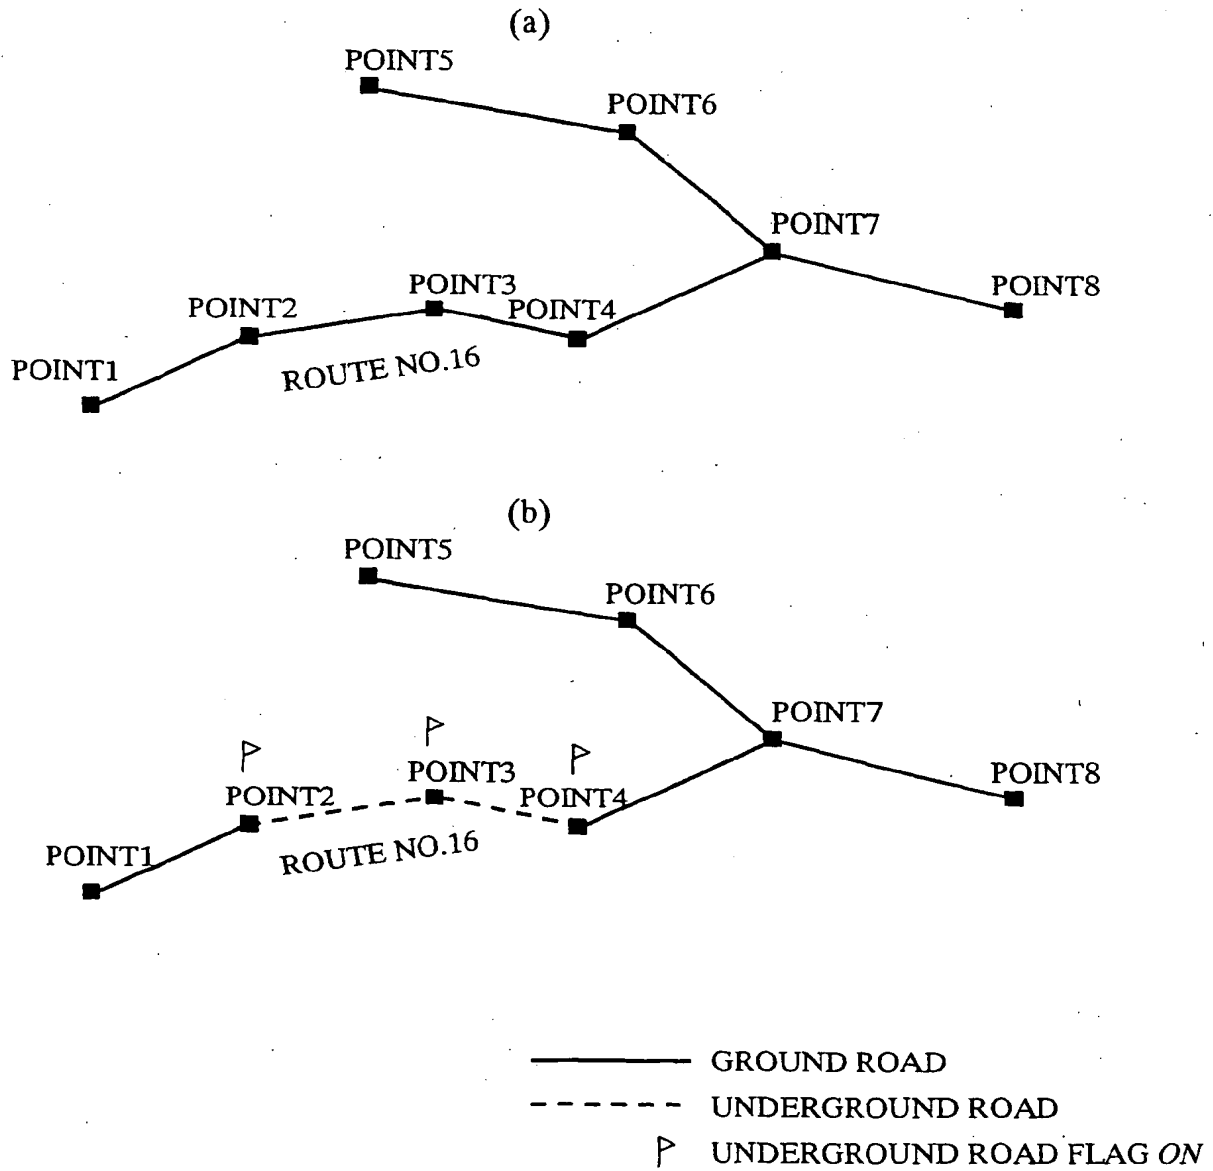 (a)
POINT5
POINT6
POINT7
POINT8
POINT3
POINT2
POINT4
POINT1
ROUTE NO.16
(b)
POINT5
POINT6
POINT7
POINT8
POINT3
POINT2
POINT4
POINT1
ROUTE NO.16
GROUND ROAD
UNDERGROUND ROAD
UNDERGROUND ROAD FLAG ON